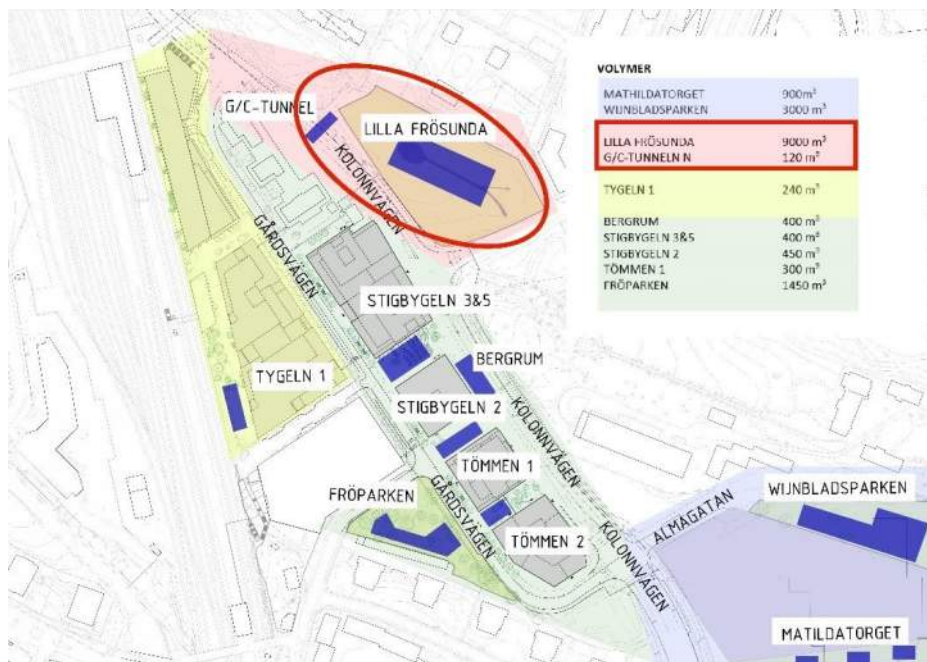 G/C-TUNNEL
LILLA FRÖSUNDA
KOLONNVÄGEN
GÅRDSVÄGEN
STIGBYGELN 3&5
BERGRUM
TYGELN 1
STIGBYGELN 2
KOLONNVÄGEN
TÖMMEN 1
FRÖPARKEN
GÅRDSVÄGEN
TÖMMEN 2
KOLONNVÄGEN
ALMAGATAN
WIJNBLADSPARKEN
MATILDATORGET
VOLYMER
MATHILDATORGET 900m³
WIJNBLADSPARKEN 3000 m³
LILLA FRÖSUNDA 9000 m³
G/C-TUNNELN N 120 m³
TYGELN 1 240 m³
BERGRUM 400 m³
STIGBYGELN 3&5 400 m³
STIGBYGELN 2 450 m³
TÖMMEN 1 300 m³
FRÖPARKEN 1450 m³